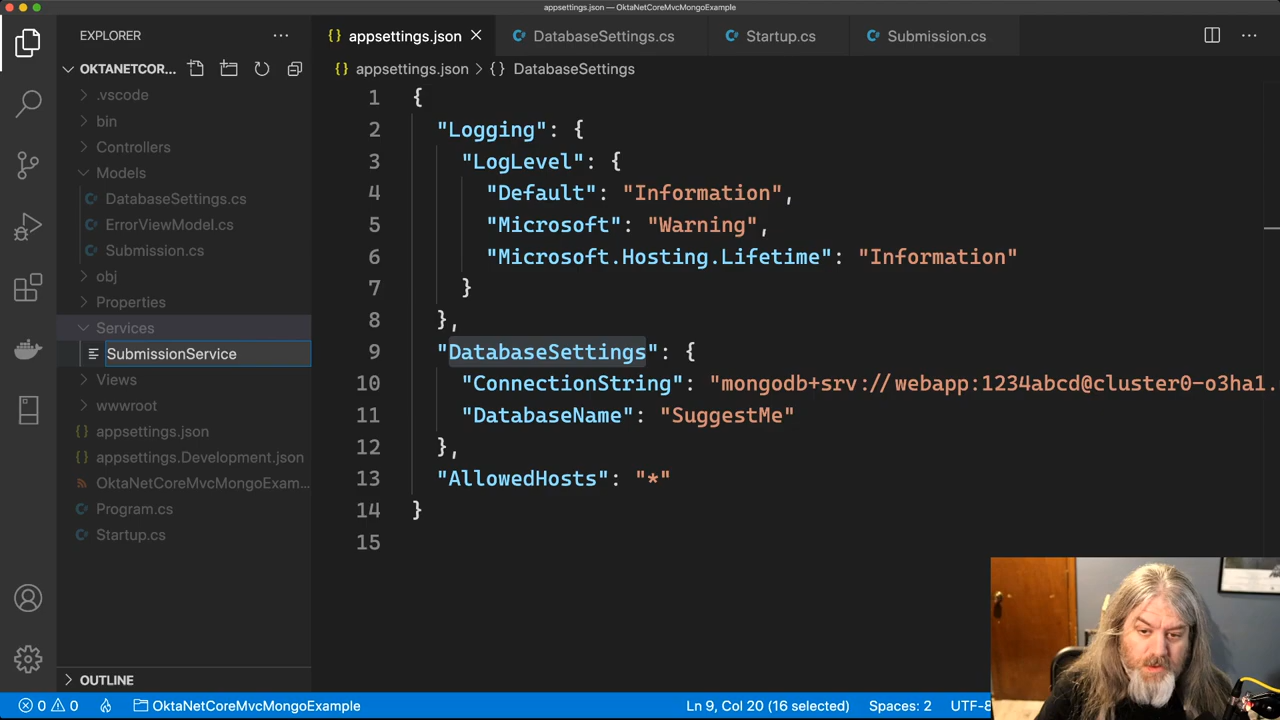 appsettings.json — OktaNetCoreMvcMongoExample
EXPLORER
OKTANETCOR...
.vscode
bin
Controllers
Models
DatabaseSettings.cs
ErrorViewModel.cs
Submission.cs
obj
Properties
Services
SubmissionService
Views
wwwroot
{} appsettings.json
{} appsettings.Development.json
OktaNetCoreMvcMongoExam...
Program.cs
Startup.cs
OUTLINE
{} appsettings.json
DatabaseSettings.cs
Startup.cs
Submission.cs
{} appsettings.json > {} DatabaseSettings
1 {
2 "Logging": {
3 "LogLevel": {
4 "Default": "Information",
5 "Microsoft": "Warning",
6 "Microsoft.Hosting.Lifetime": "Information"
7 }
8 },
9 "DatabaseSettings": {
10 "ConnectionString": "mongodb+srv://webapp:1234abcd@cluster0-o3ha1.
11 "DatabaseName": "SuggestMe"
12 },
13 "AllowedHosts": "*"
14 }
15
0 0 OktaNetCoreMvcMongoExample Ln 9, Col 20 (16 selected) Spaces: 2 UTF-8